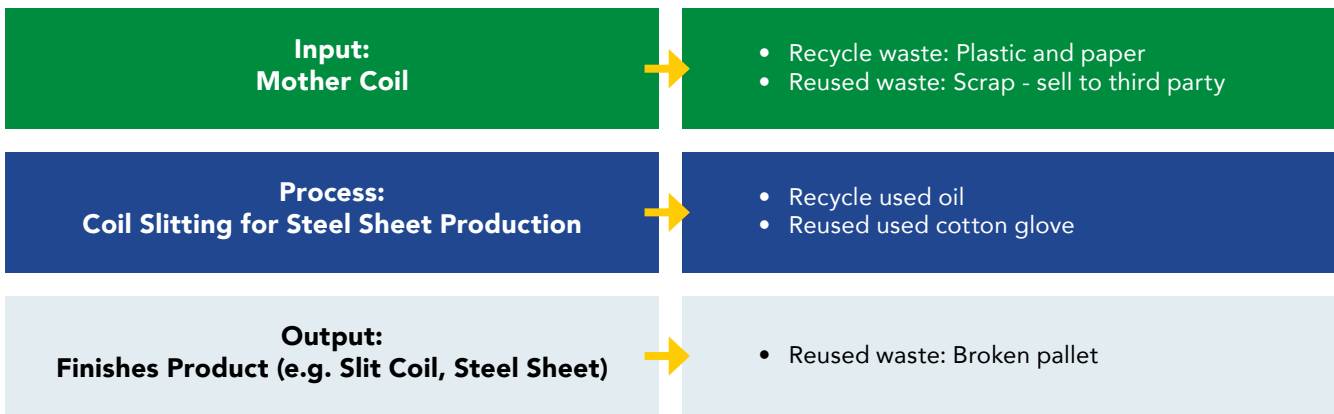 Input:
Mother Coil
• Recycle waste: Plastic and paper
• Reused waste: Scrap - sell to third party
Process:
Coil Slitting for Steel Sheet Production
• Recycle used oil
• Reused used cotton glove
Output:
Finishes Product (e.g. Slit Coil, Steel Sheet)
• Reused waste: Broken pallet